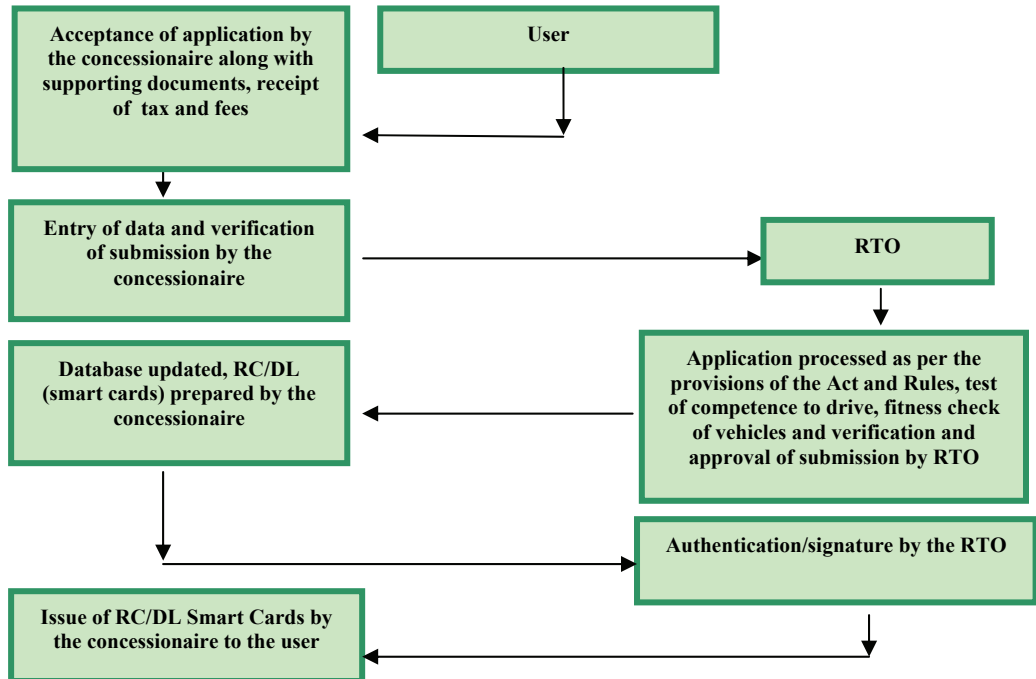 Acceptance of application by
the concessionaire along with
supporting documents, receipt
of tax and fees
User
Entry of data and verification
of submission by the
concessionaire
RTO
Database updated, RC/DL
(smart cards) prepared by the
concessionaire
Application processed as per the
provisions of the Act and Rules, test
of competence to drive, fitness check
of vehicles and verification and
approval of submission by RTO
Authentication/signature by the RTO
Issue of RC/DL Smart Cards by
the concessionaire to the user